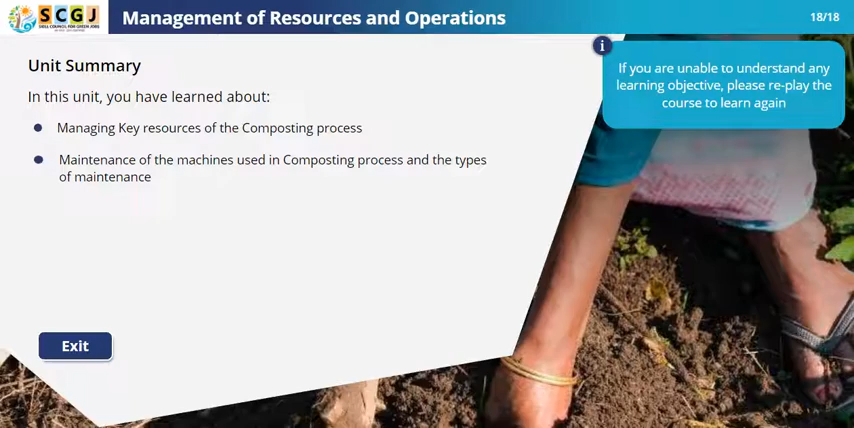 SCGJ
SKILL COUNCIL FOR GREEN JOBS
Management of Resources and Operations
18/18
i
If you are unable to understand any
learning objective, please re-play the
course to learn again
Unit Summary
In this unit, you have learned about:
Managing Key resources of the Composting process
Maintenance of the machines used in Composting process and the types
of maintenance
Exit